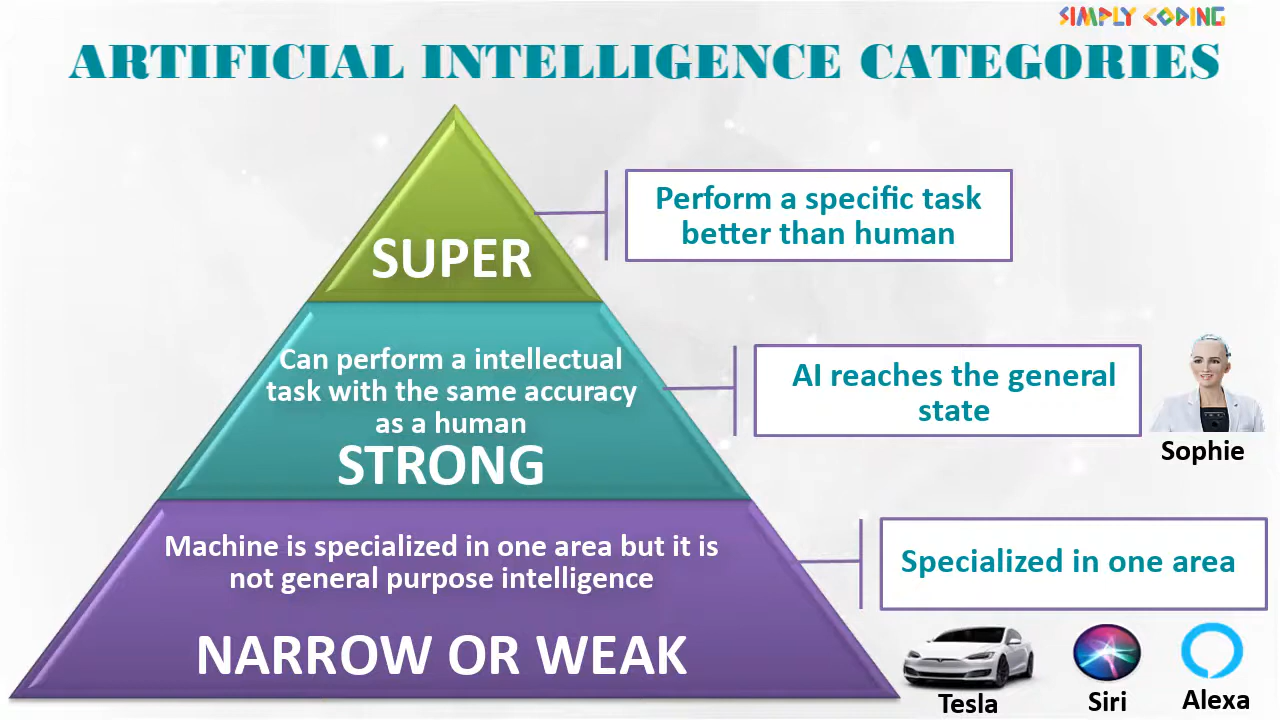 SIMPLY CODING
ARTIFICIAL INTELLIGENCE CATEGORIES
SUPER
Perform a specific task
better than human
Can perform a intellectual
task with the same accuracy
as a human
STRONG
AI reaches the general
state
Sophie
Machine is specialized in one area but it is
not general purpose intelligence
NARROW OR WEAK
Specialized in one area
Tesla
Siri
Alexa